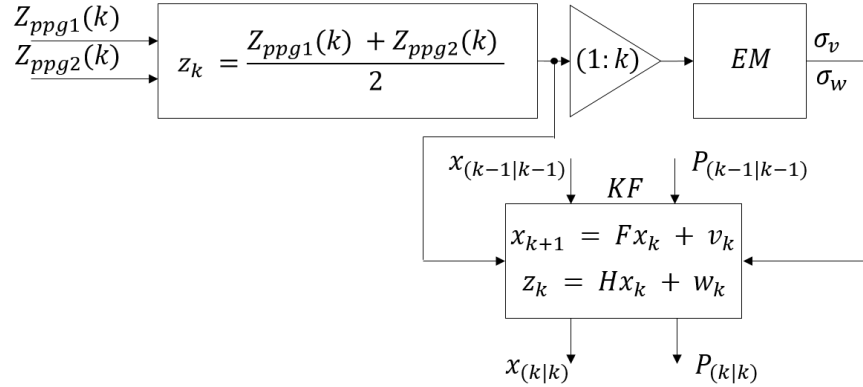 Z_{ppg1}(k)
Z_{ppg2}(k)
z_k = \frac{Z_{ppg1}(k) + Z_{ppg2}(k)}{2}
(1:k)
EM
σ_v
σ_w
x_{(k-1|k-1)}
P_{(k-1|k-1)}
KF
x_{k+1} = Fx_k + v_k
z_k = Hx_k + w_k
x_{(k|k)}
P_{(k|k)}